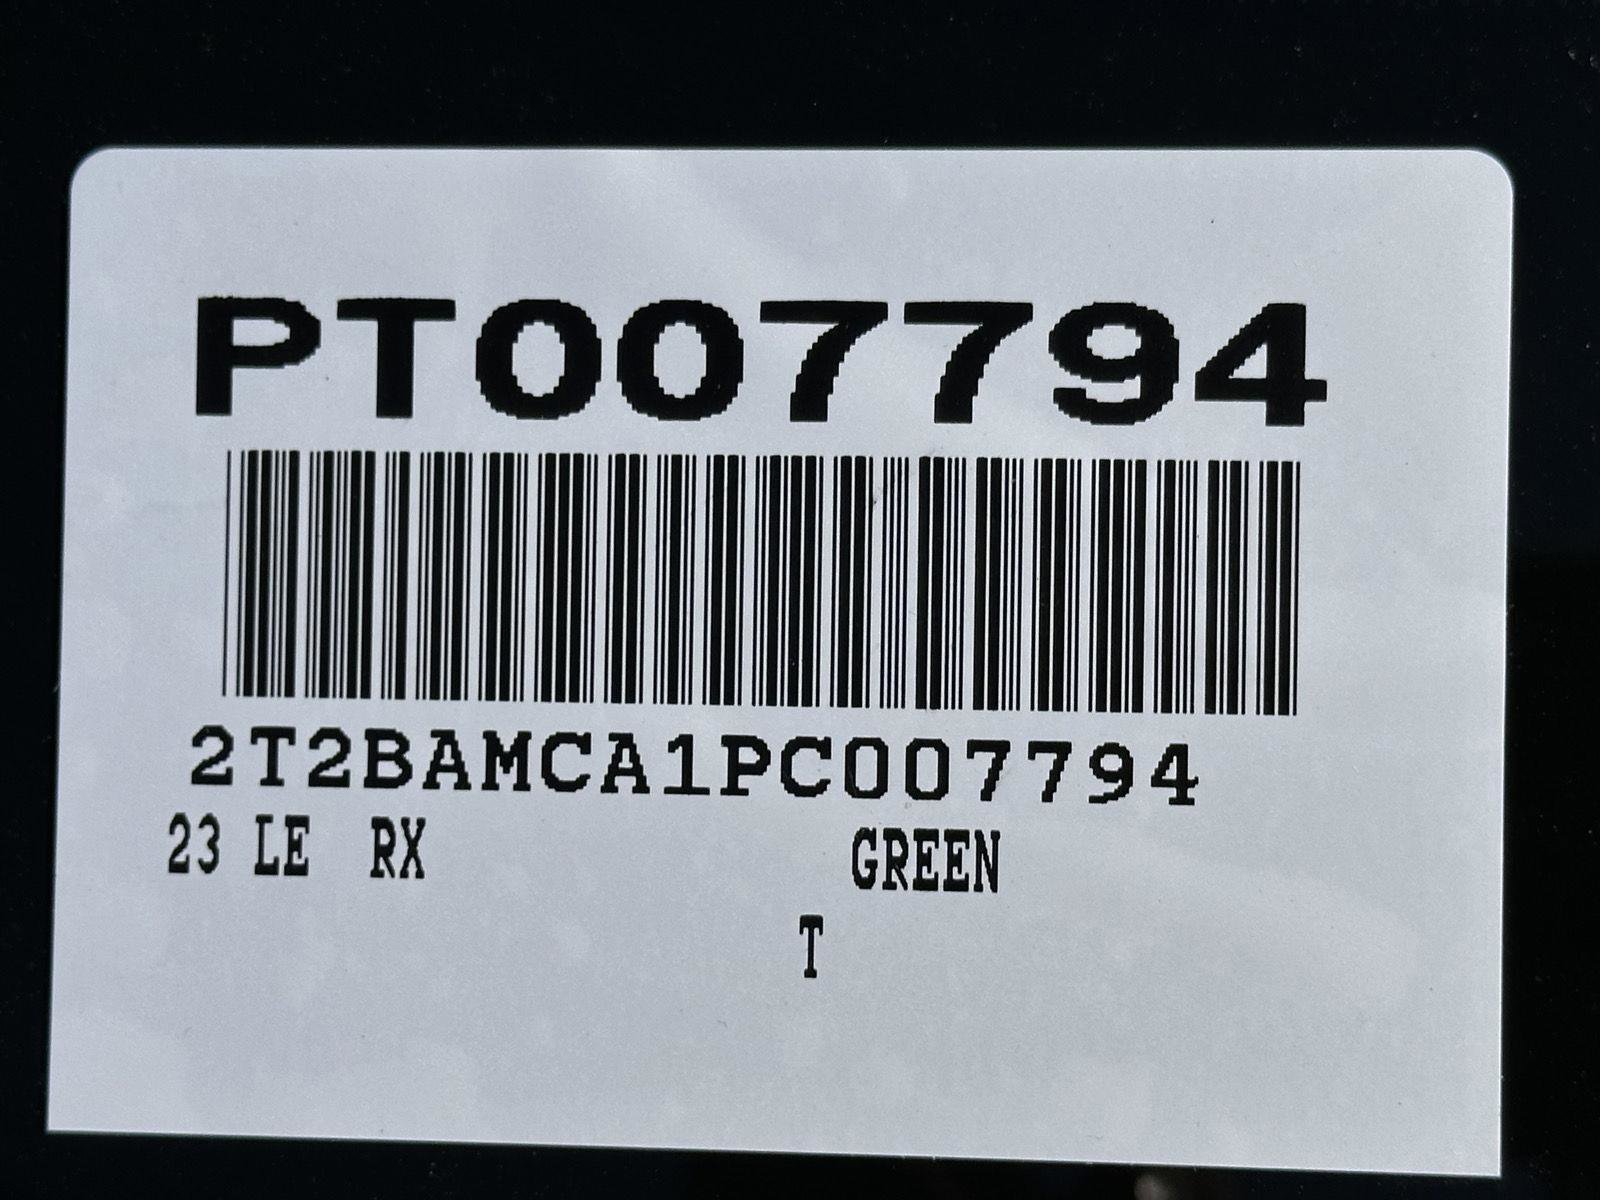 PT007794
2T2BAMCA1PC007794
23 LE RX GREEN
T